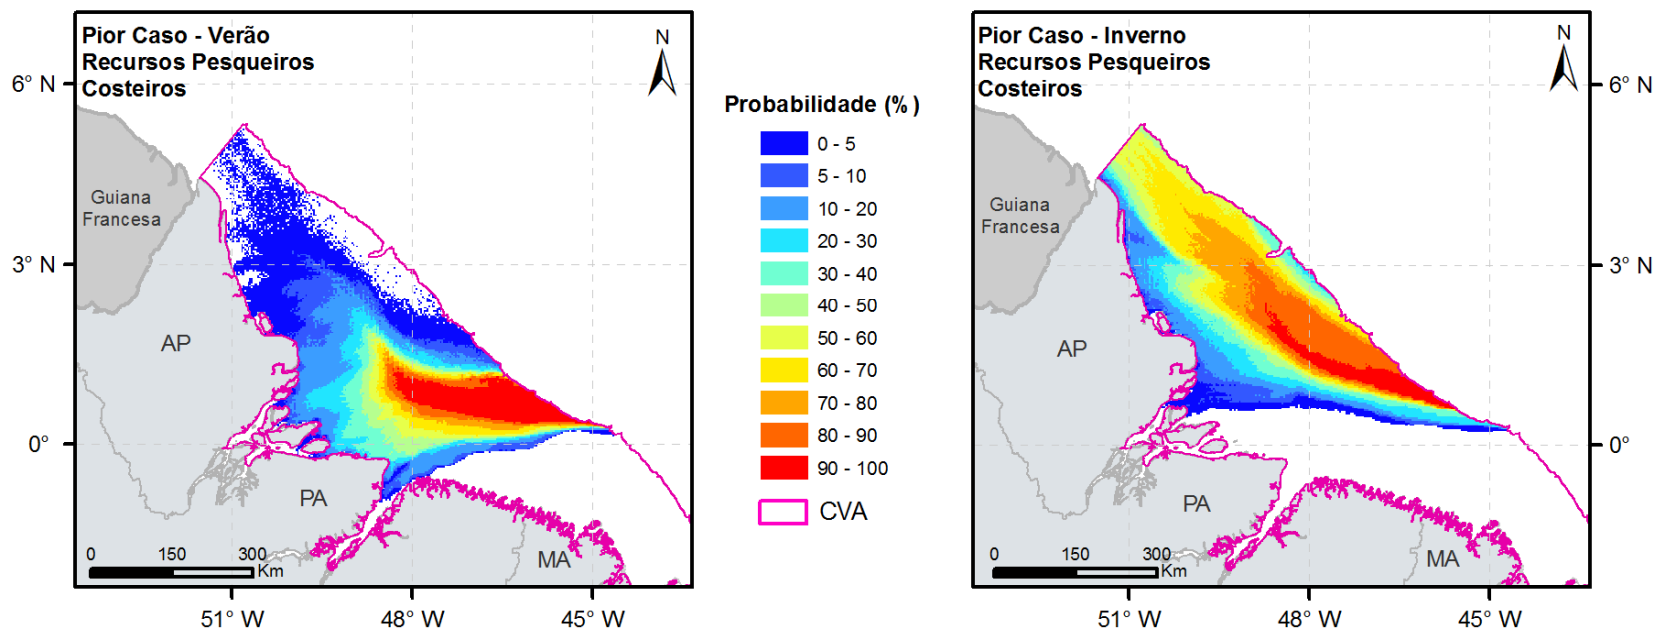 Pior Caso - Verão
Recursos Pesqueiros
Costeiros
N
6° N
3° N
0°
Guiana
Francesa
AP
PA
MA
0 150 300
Km
51° W 48° W 45° W
Probabilidade (%)
0 - 5
5 - 10
10 - 20
20 - 30
30 - 40
40 - 50
50 - 60
60 - 70
70 - 80
80 - 90
90 - 100
CVA
Pior Caso - Inverno
Recursos Pesqueiros
Costeiros
N
6° N
3° N
0°
Guiana
Francesa
AP
PA
MA
0 150 300
Km
51° W 48° W 45° W